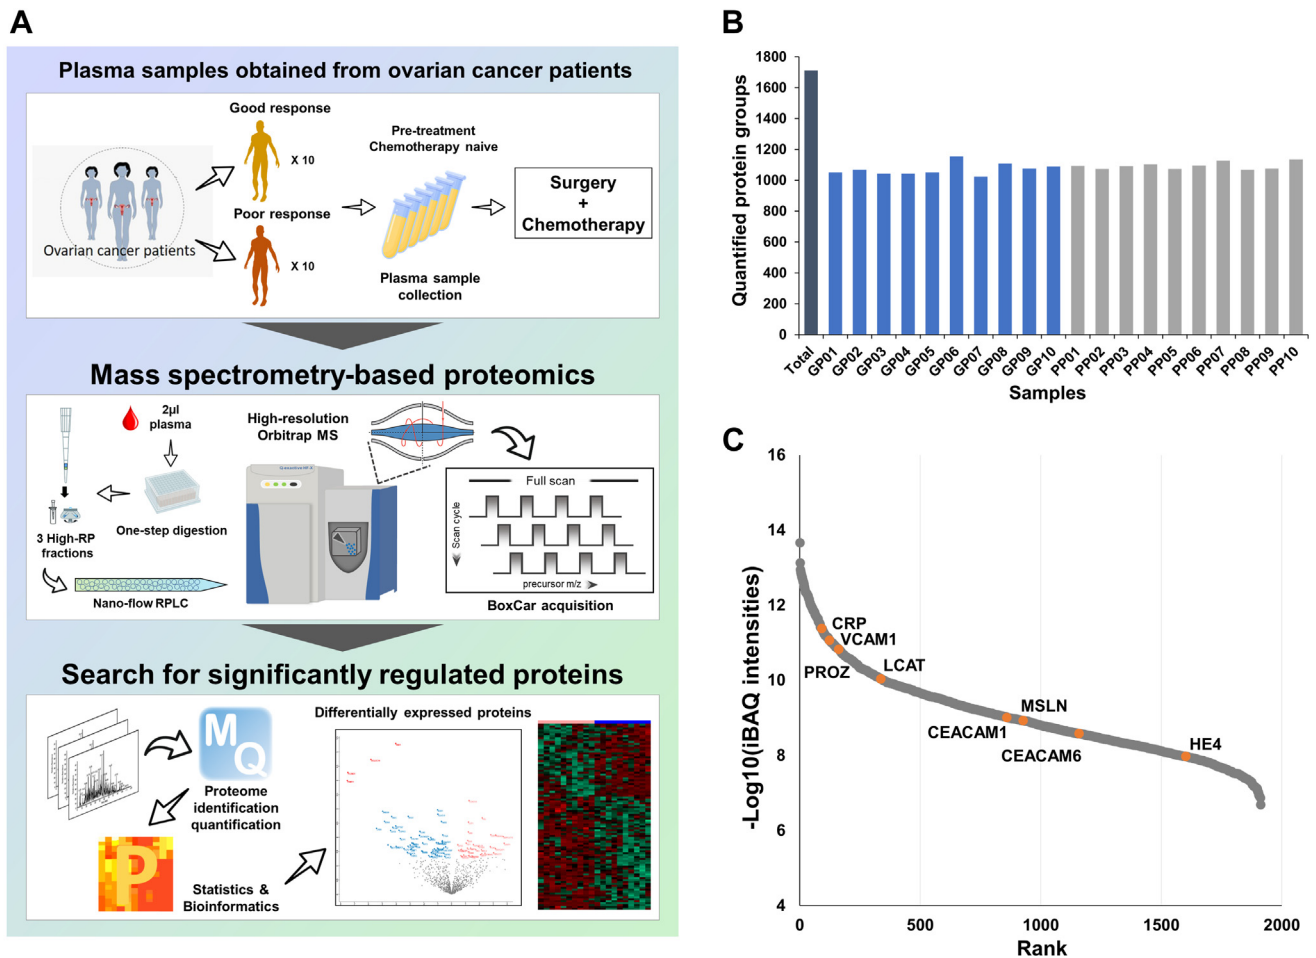 A
Plasma samples obtained from ovarian cancer patients
Good response
X 10
Poor response
X 10
Ovarian cancer patients
Pre-treatment
Chemotherapy naive
Plasma sample
collection
Surgery
+
Chemotherapy
Mass spectrometry-based proteomics
2µl
plasma
One-step digestion
3 High-RP
fractions
Nano-flow RPLC
High-resolution
Orbitrap MS
Full scan
Scan cycle
precursor m/z
BoxCar acquisition
Search for significantly regulated proteins
MQ
Proteome
identification
quantification
P
Statistics &
Bioinformatics
Differentially expressed proteins
B
Quantified protein groups
1800
1600
1400
1200
1000
800
600
400
200
0
Total
GP01
GP02
GP03
GP04
GP05
GP06
GP07
GP08
GP09
GP10
PP01
PP02
PP03
PP04
PP05
PP06
PP07
PP08
PP09
PP10
Samples
C
-Log10(iBAQ intensities)
16
14
12
10
8
6
4
CRP
VCAM1
PROZ
LCAT
CEACAM1
MSLN
CEACAM6
HE4
0
500
1000
1500
2000
Rank